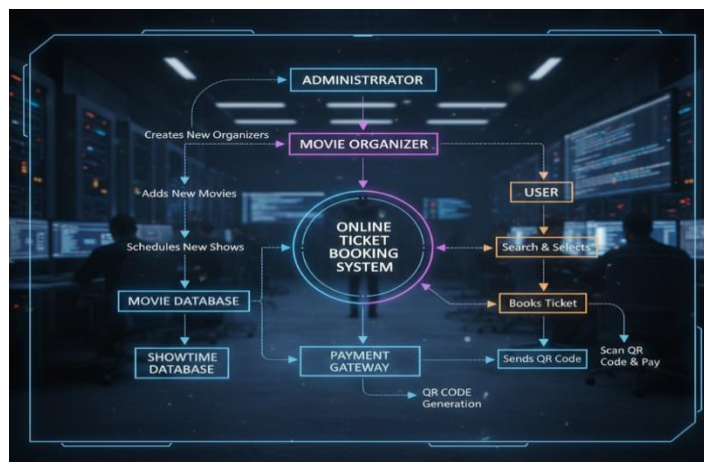 ADMINISTRRATOR
Creates New Organizers
MOVIE ORGANIZER
Adds New Movies
USER
ONLINE
TICKET
BOOKING
SYSTEM
Schedules New Shows
Search & Selects
MOVIE DATABASE
Books Ticket
SHOWTIME
DATABASE
PAYMENT
GATEWAY
Sends QR Code
Scan QR
Code & Pay
QR CODE
Generation